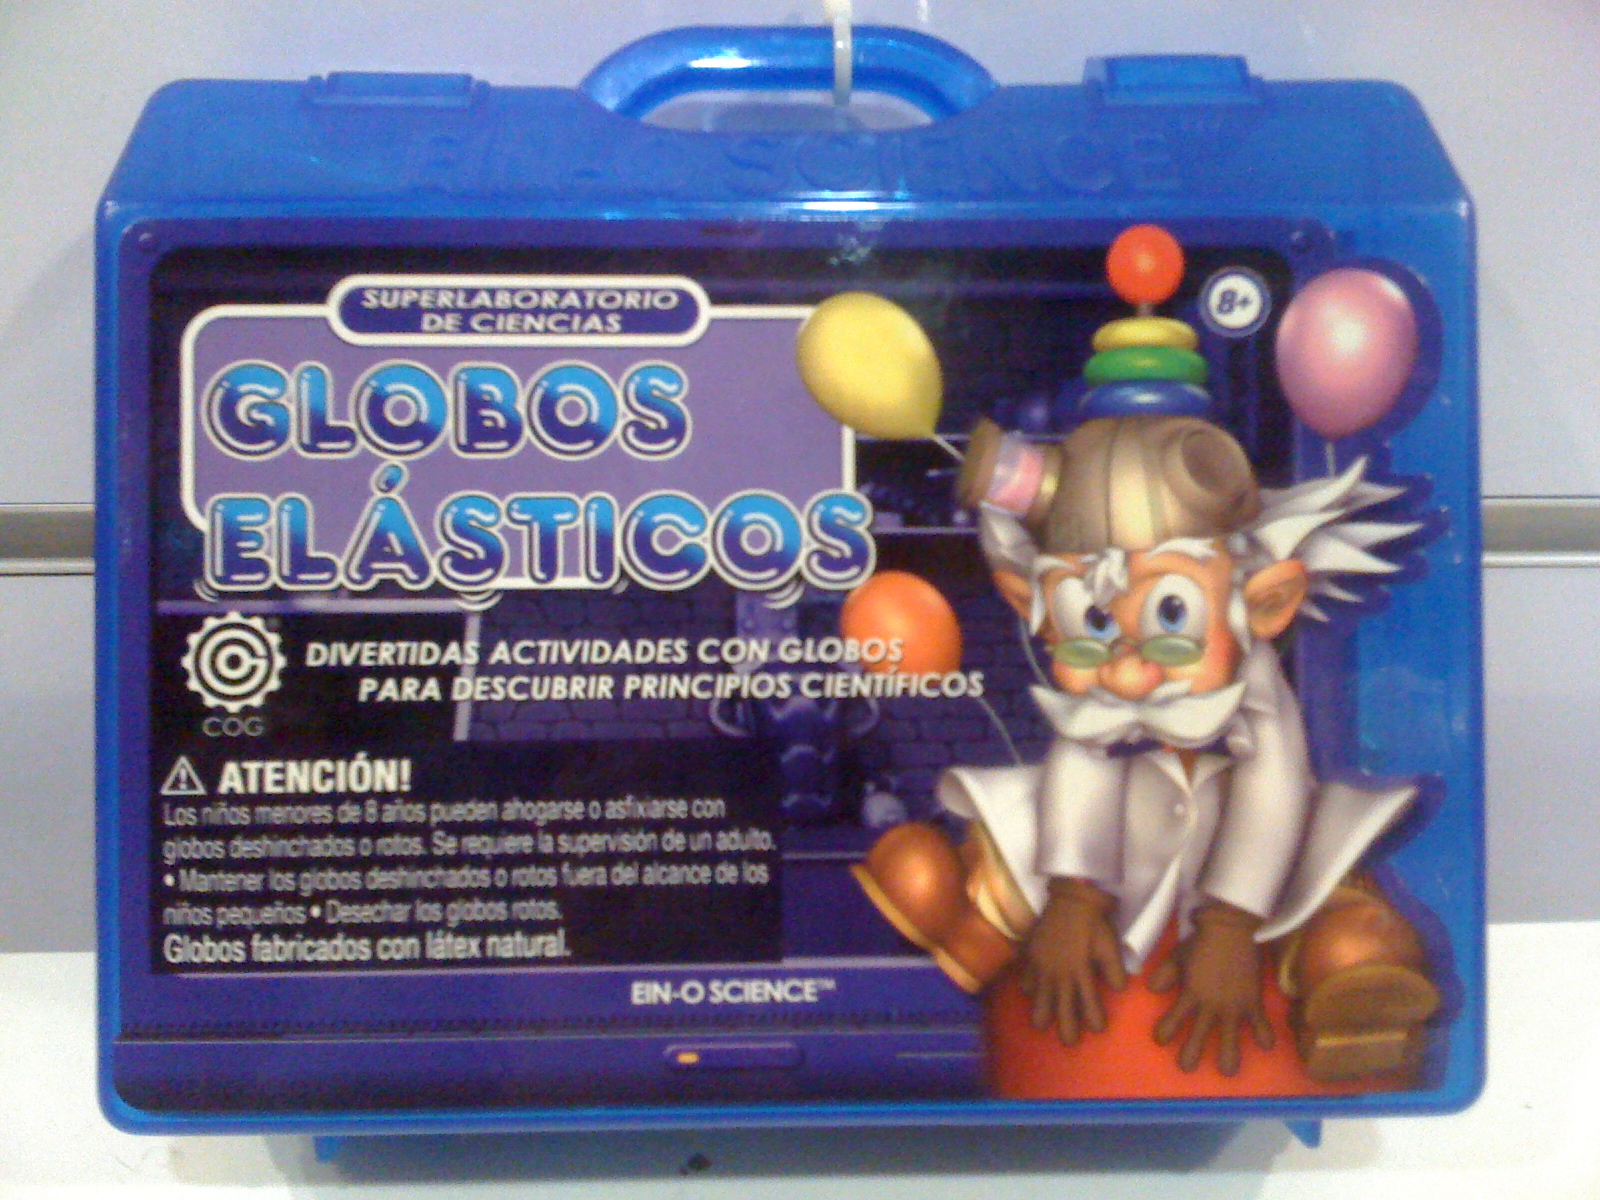 SCIENCE
SUPERLABORATORIO
DE CIENCIAS
8+
GLOBOS
ELÁSTICOS
DIVERTIDAS ACTIVIDADES CON GLOBOS
PARA DESCUBRIR PRINCIPIOS CIENTÍFICOS
COG
ATENCIÓN!
Los niños menores de 8 años pueden ahogarse o asfixiarse con
globos deshinchados o rotos. Se requiere la supervisión de un adulto.
• Mantener los globos deshinchados o rotos fuera del alcance de los
niños pequeños • Desechar los globos rotos.
Globos fabricados con látex natural.
EIN-O SCIENCE™